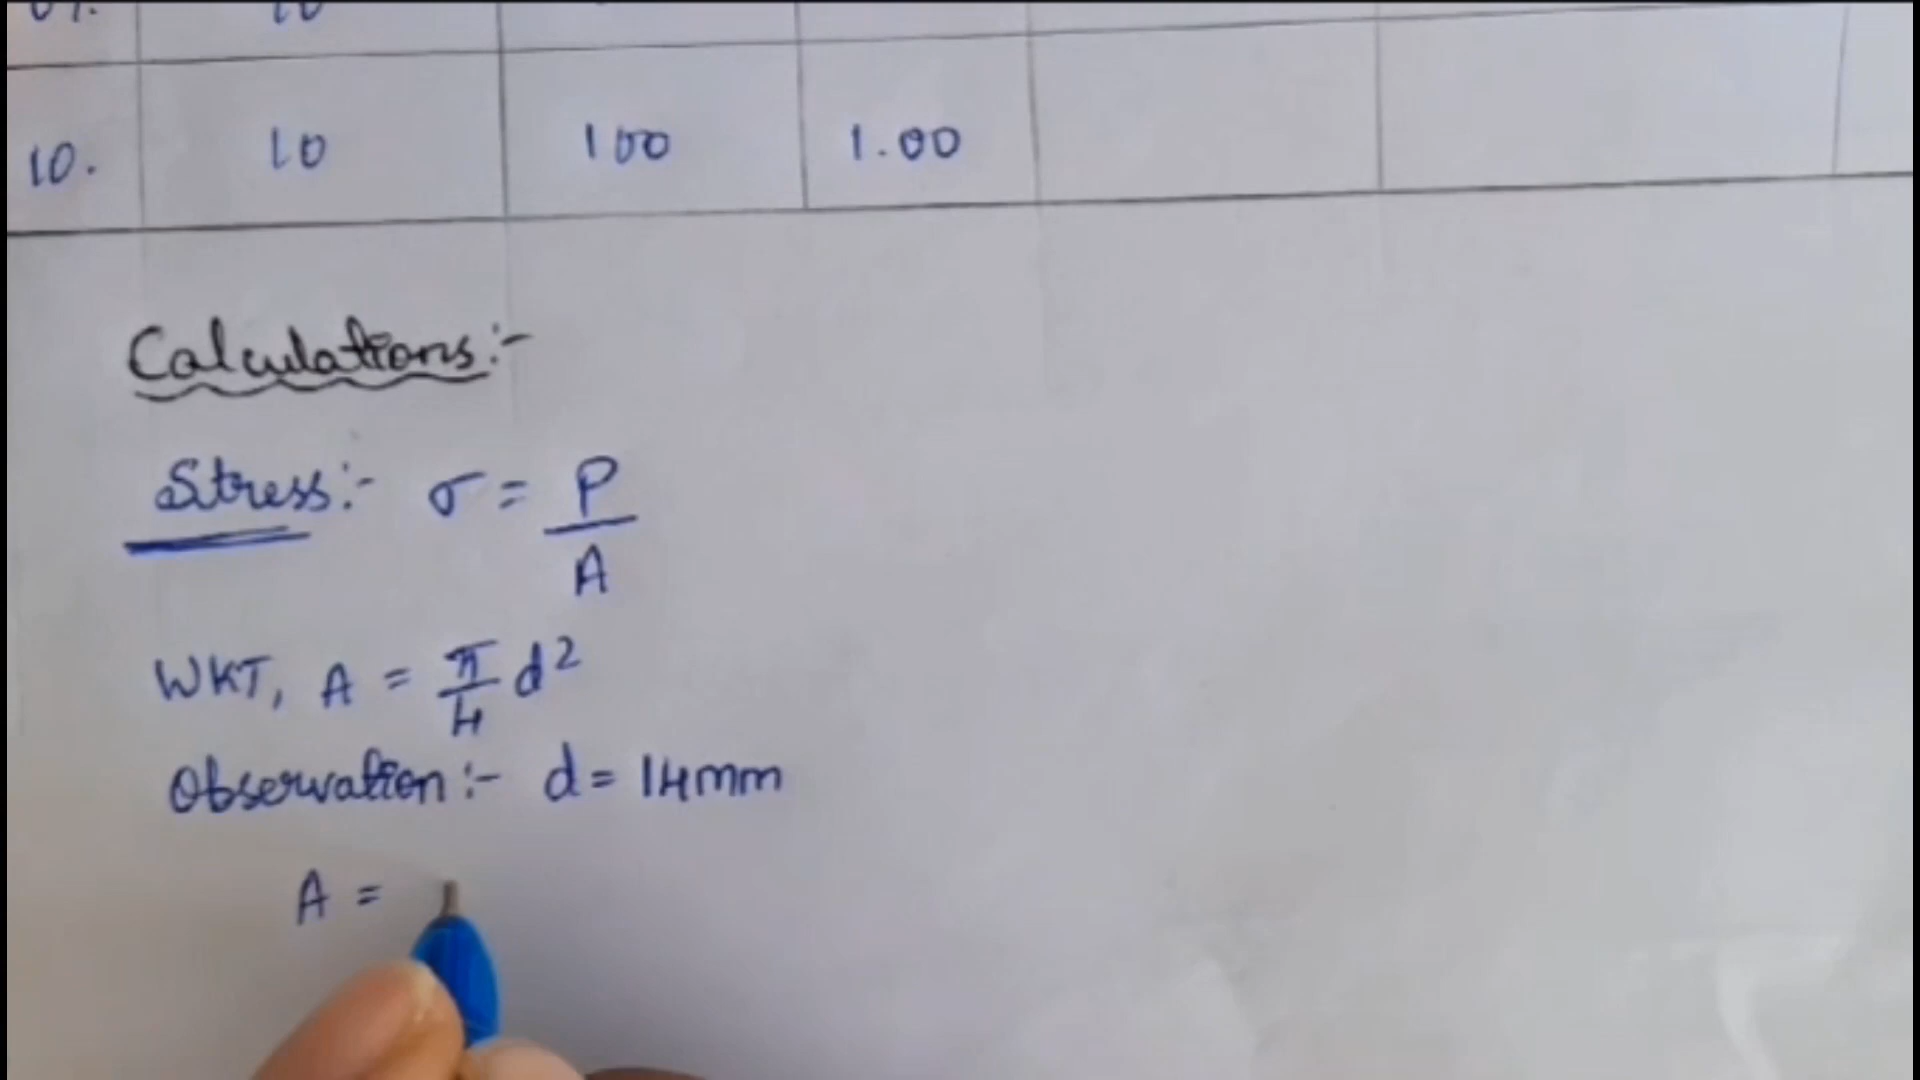 10. 10 100 1.00
Calculations:-
Stress:- σ = P/A
WKT, A = π/4 d²
Observation:- d = 14mm
A =